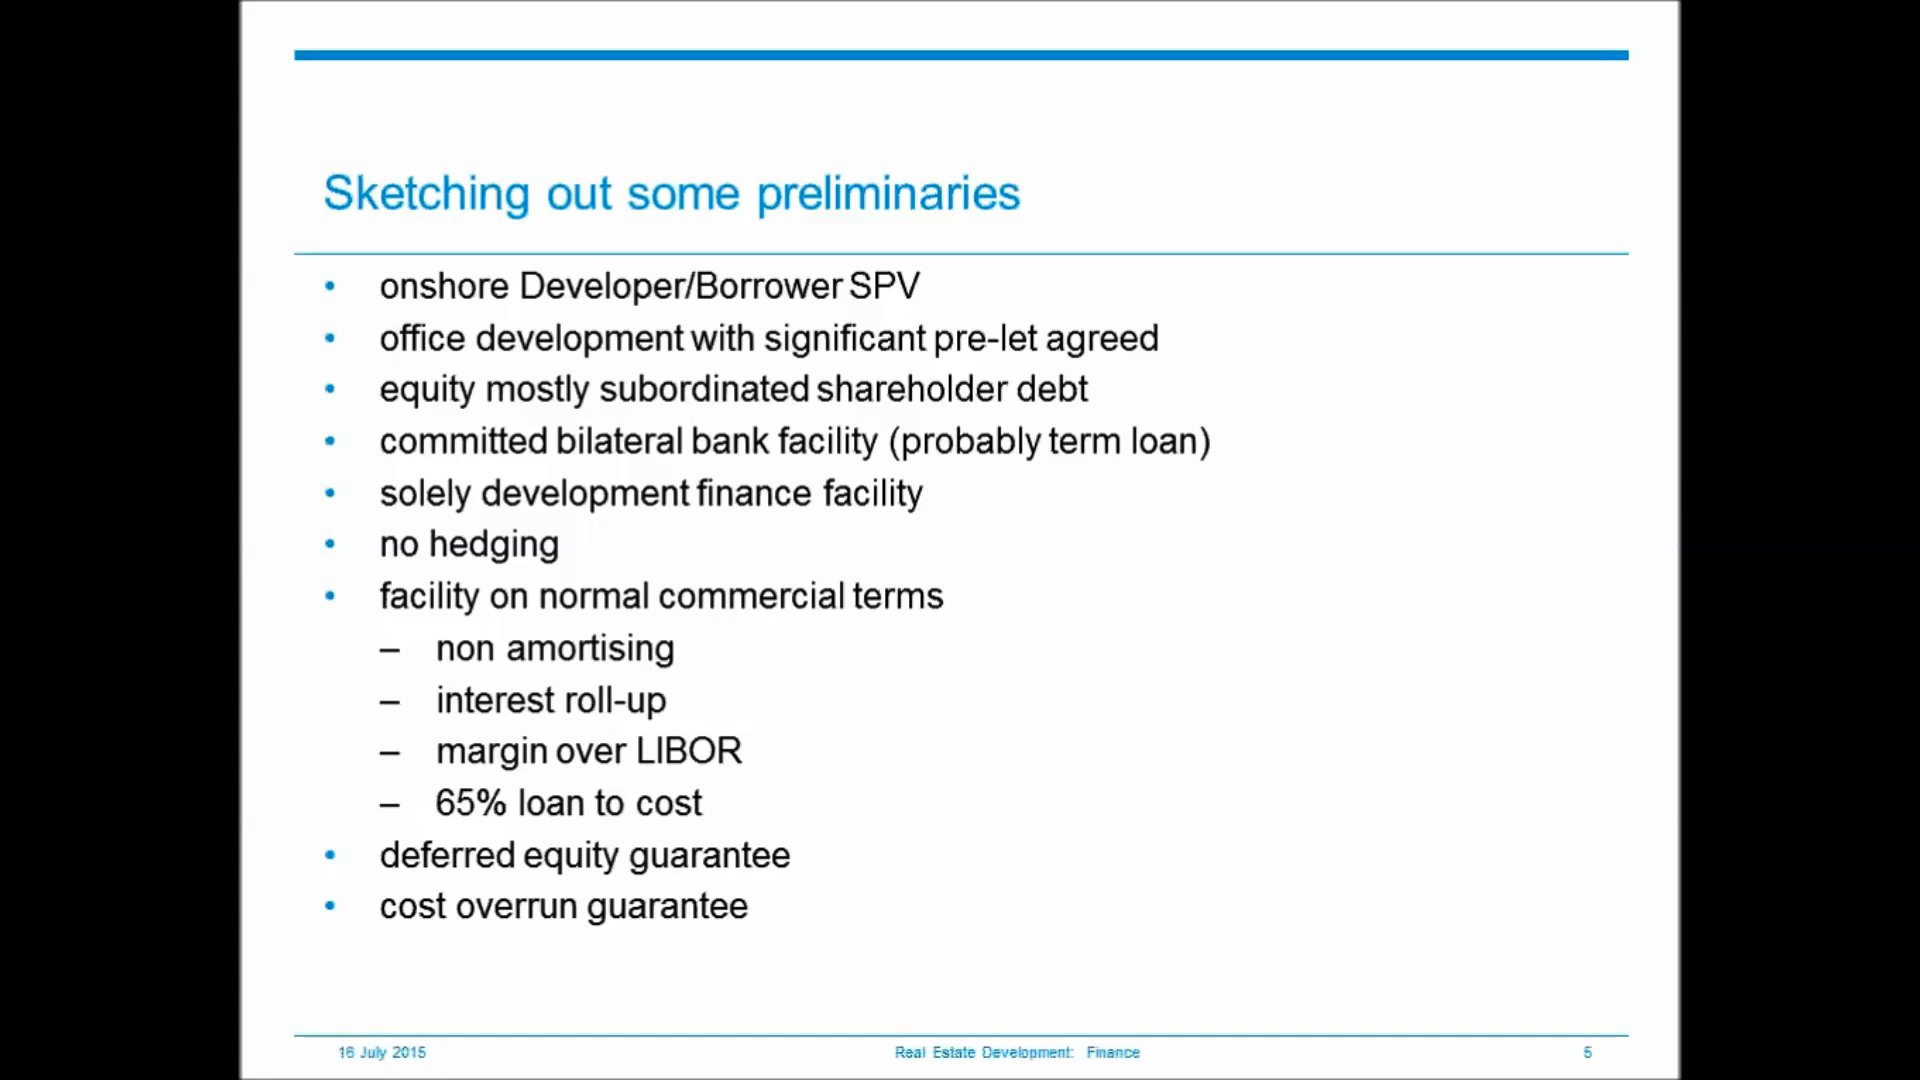 Sketching out some preliminaries
• onshore Developer/Borrower SPV
• office development with significant pre-let agreed
• equity mostly subordinated shareholder debt
• committed bilateral bank facility (probably term loan)
• solely development finance facility
• no hedging
• facility on normal commercial terms
– non amortising
– interest roll-up
– margin over LIBOR
– 65% loan to cost
• deferred equity guarantee
• cost overrun guarantee
16 July 2015 Real Estate Development: Finance 5